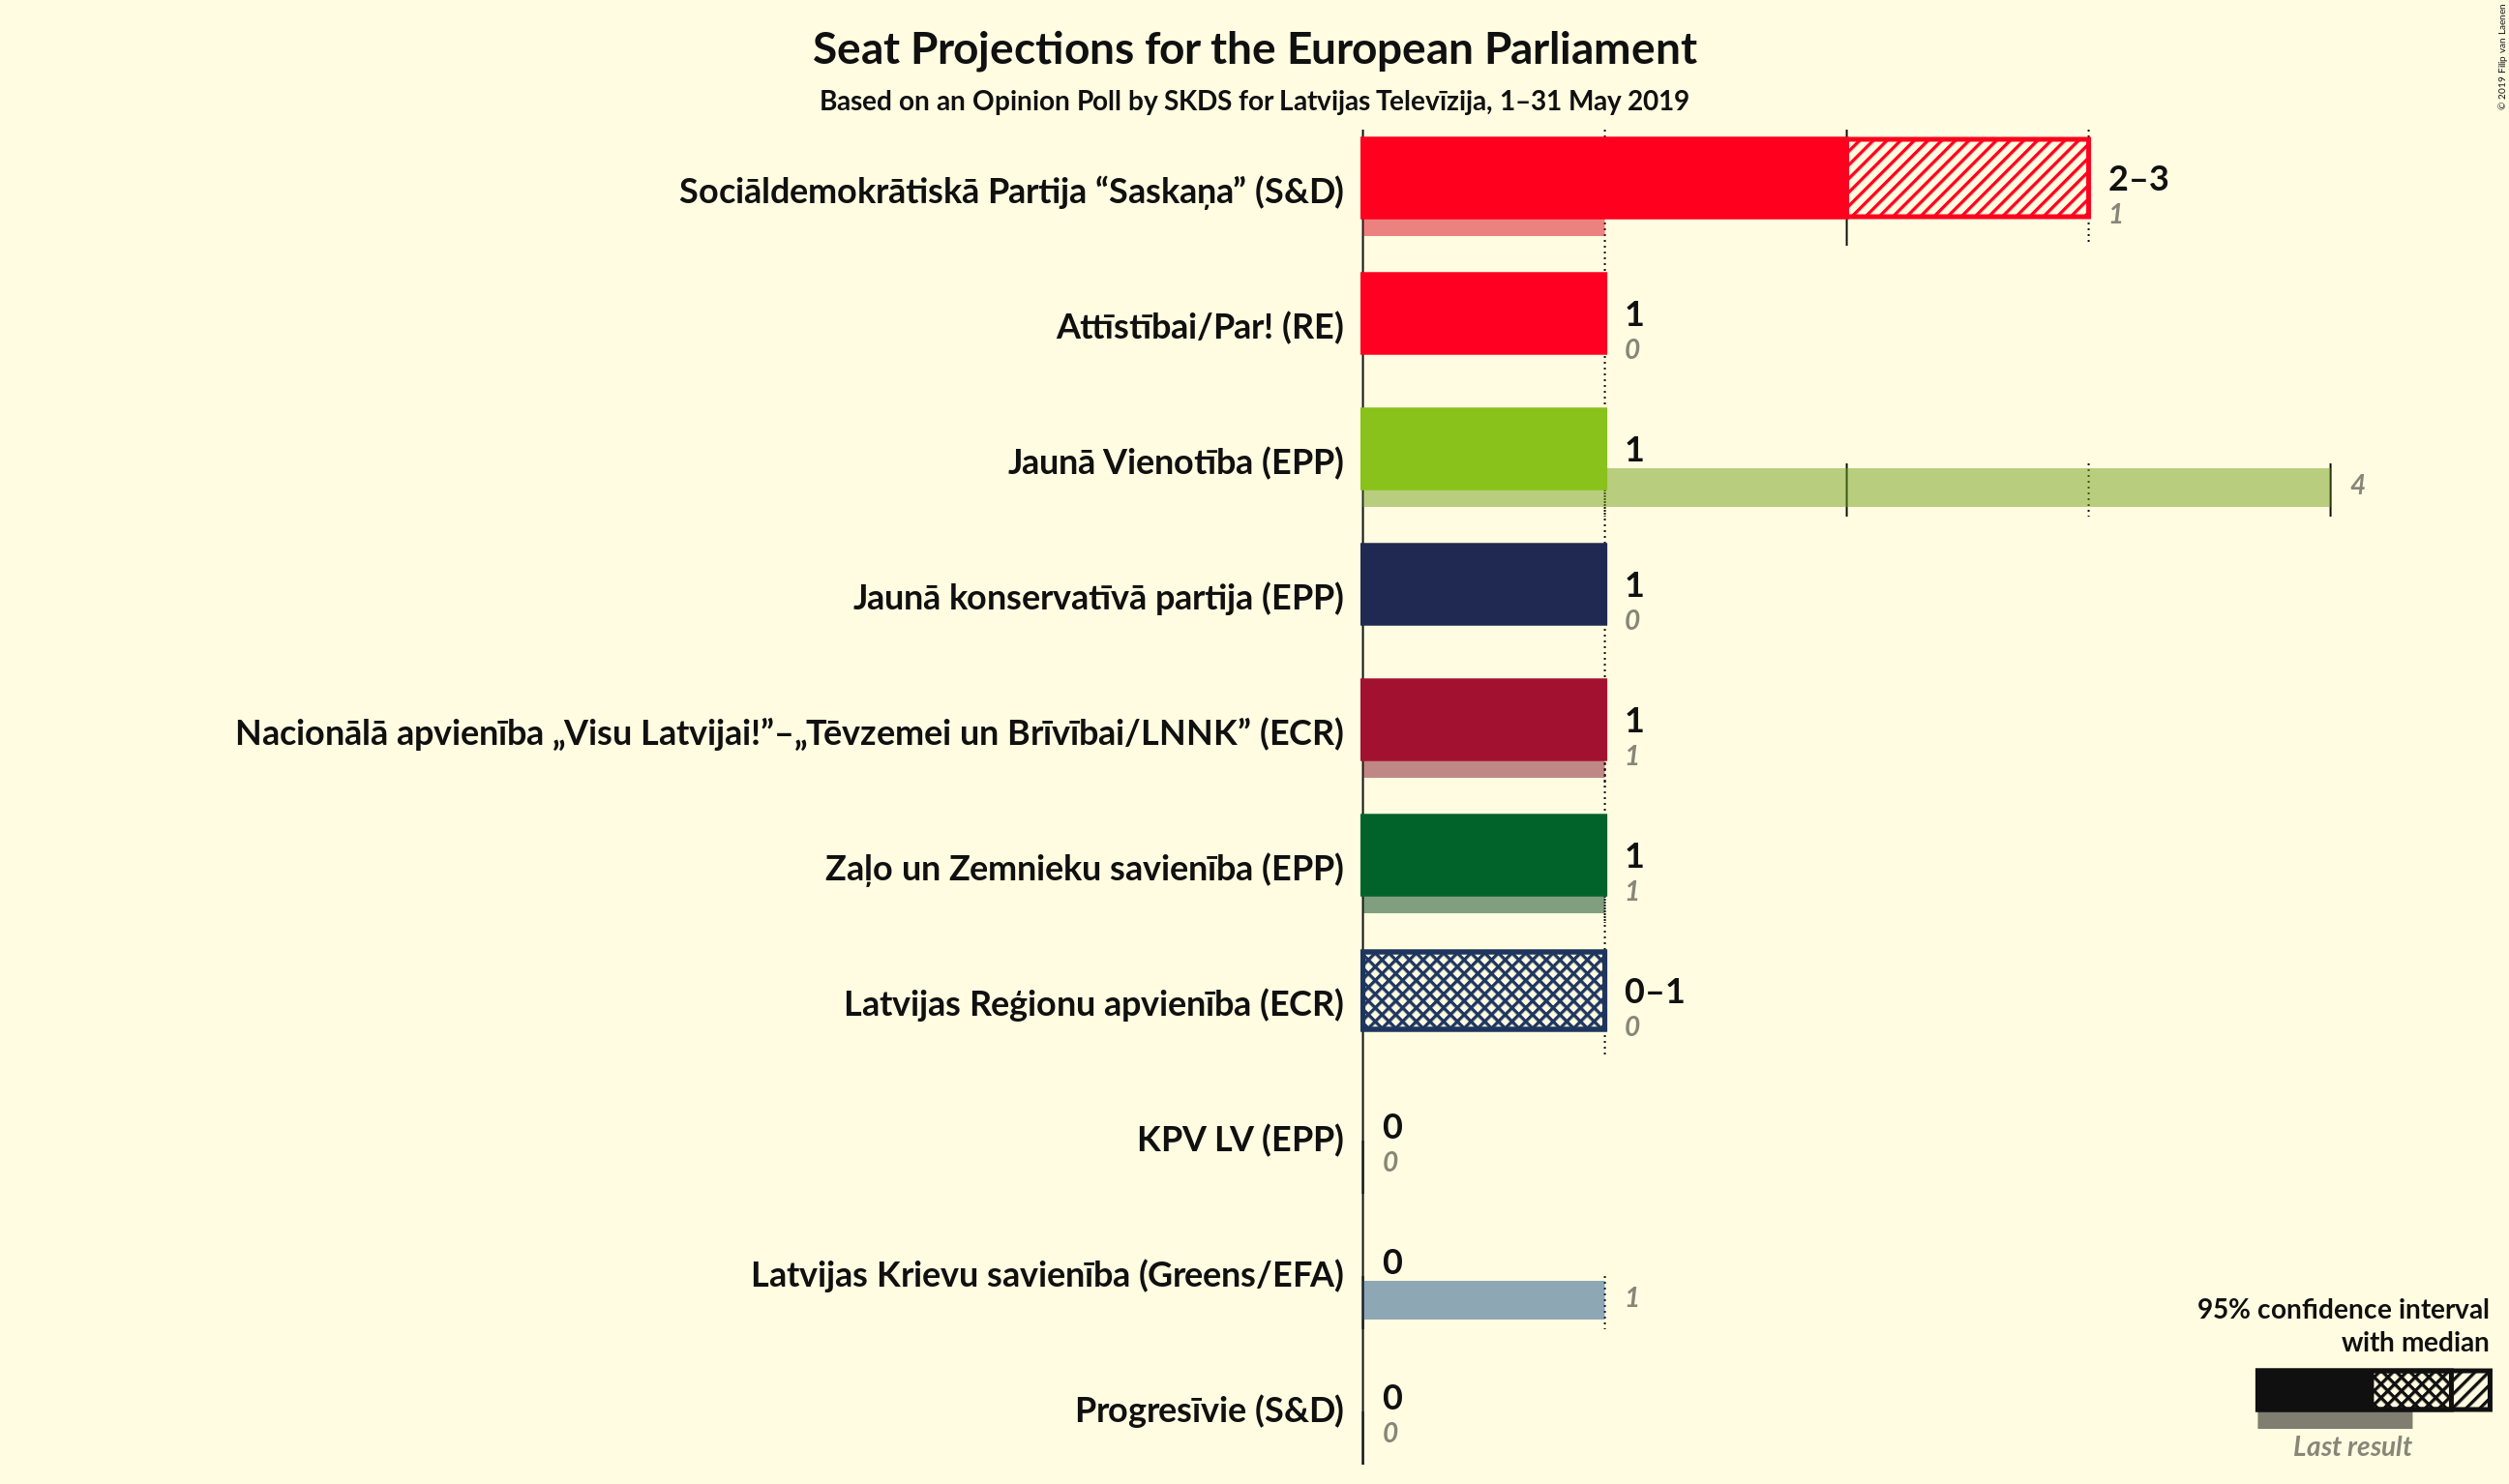 Seat Projections for the European Parliament
Based on an Opinion Poll by SKDS for Latvijas Televīzija, 1–31 May 2019
© 2019 Filip van Laenen
Sociāldemokrātiskā Partija “Saskaņa” (S&D)
2–3
1
Attīstībai/Par! (RE)
1
0
Jaunā Vienotība (EPP)
1
4
Jaunā konservatīvā partija (EPP)
1
0
Nacionālā apvienība „Visu Latvijai!”–„Tēvzemei un Brīvībai/LNNK” (ECR)
1
1
Zaļo un Zemnieku savienība (EPP)
1
1
Latvijas Reģionu apvienība (ECR)
0–1
0
KPV LV (EPP)
0
0
Latvijas Krievu savienība (Greens/EFA)
0
1
Progresīvie (S&D)
0
0
95% confidence interval
with median
Last result